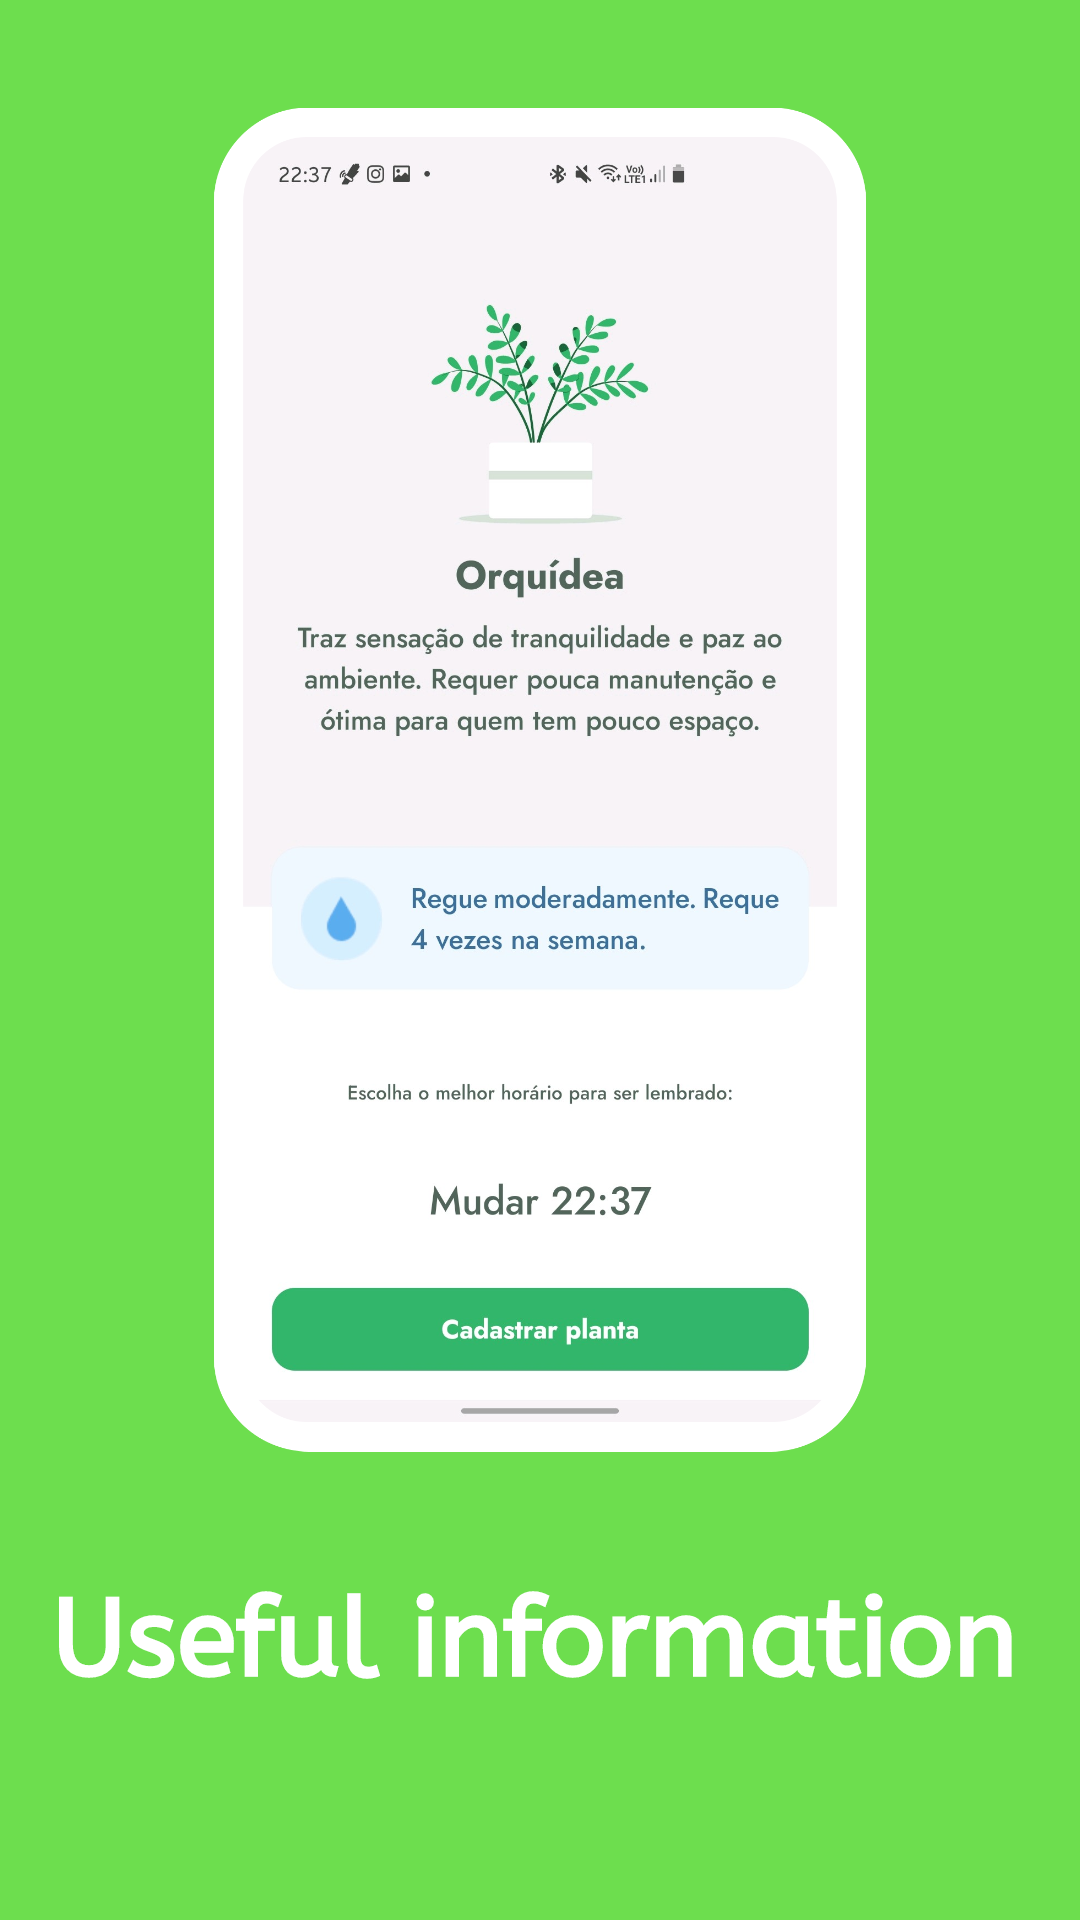 22:37
Vo))
LTE1
Orquídea
Traz sensação de tranquilidade e paz ao
ambiente. Requer pouca manutenção e
ótima para quem tem pouco espaço.
Regue moderadamente. Reque
4 vezes na semana.
Escolha o melhor horário para ser lembrado:
Mudar 22:37
Cadastrar planta
Useful information